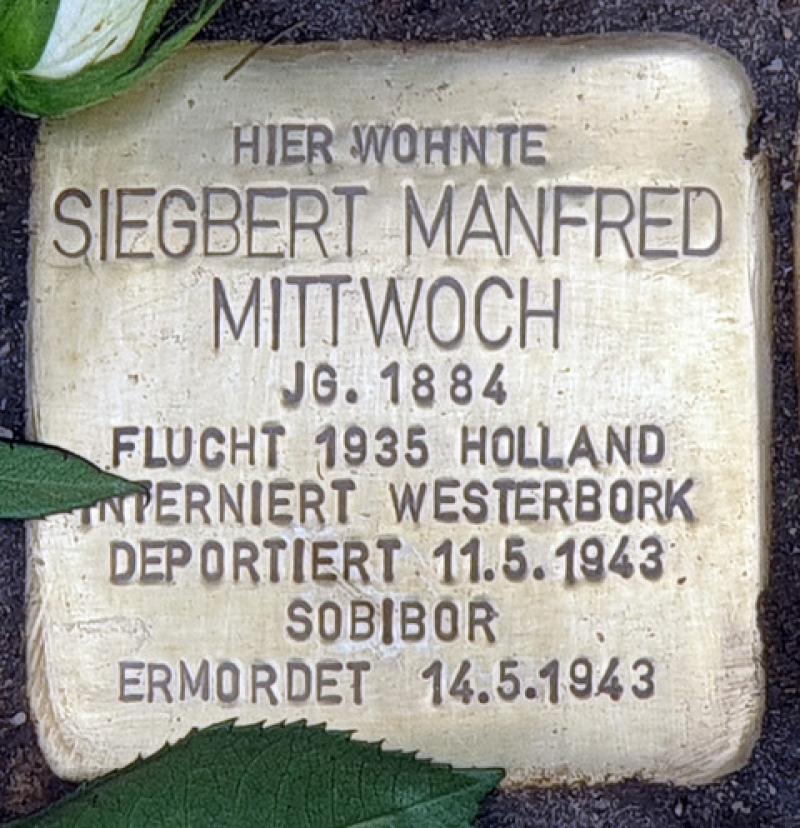 HIER WOHNTE
SIEGBERT MANFRED
MITTWOCH
JG. 1884
FLUCHT 1935 HOLLAND
INTERNIERT WESTERBORK
DEPORTIERT 11.5.1943
SOBIBOR
ERMORDET 14.5.1943